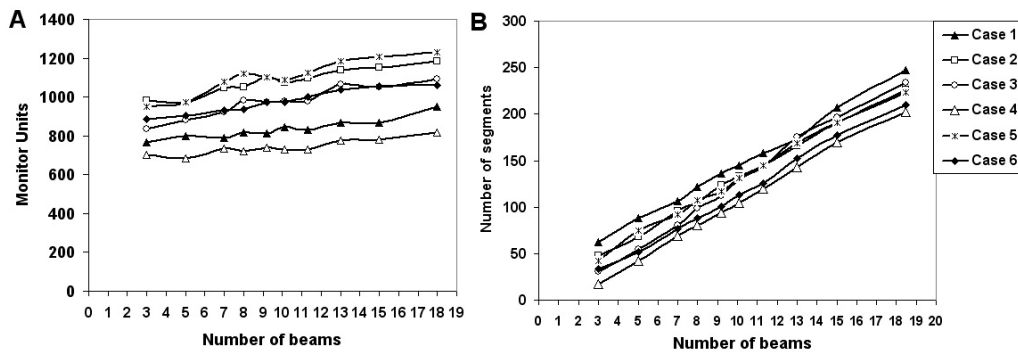 A
Monitor Units
1400
1200
1000
800
600
400
200
0
0 1 2 3 4 5 6 7 8 9 10 11 12 13 14 15 16 17 18 19
Number of beams
B
Number of segments
300
250
200
150
100
50
0
0 1 2 3 4 5 6 7 8 9 10 11 12 13 14 15 16 17 18 19 20
Number of beams
Case 1
Case 2
Case 3
Case 4
Case 5
Case 6